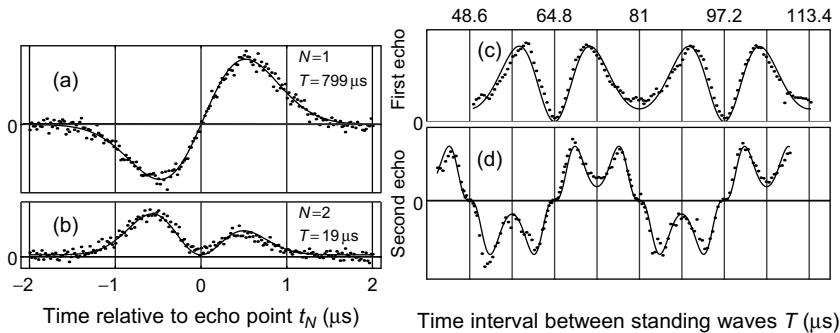 (a)
N=1
T=799 μs
0
(b)
N=2
T=19 μs
0
−2 −1 0 1 2
Time relative to echo point tN (μs)
48.6 64.8 81 97.2 113.4
(c)
First echo
0
(d)
Second echo
0
Time interval between standing waves T (μs)